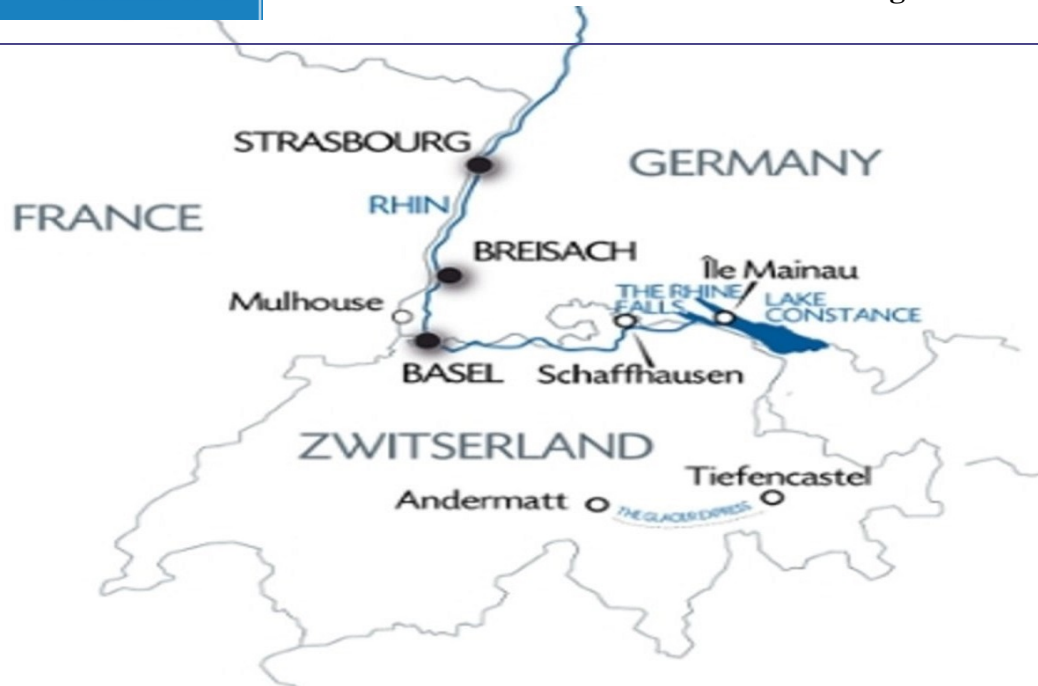 STRASBOURG
GERMANY
RHIN
FRANCE
BREISACH
Île Mainau
THE RHINE
FALLS
LAKE
CONSTANCE
Mulhouse
BASEL
Schaffhausen
ZWITSERLAND
Tiefencastel
Andermatt
THE GLACIER EXPRESS